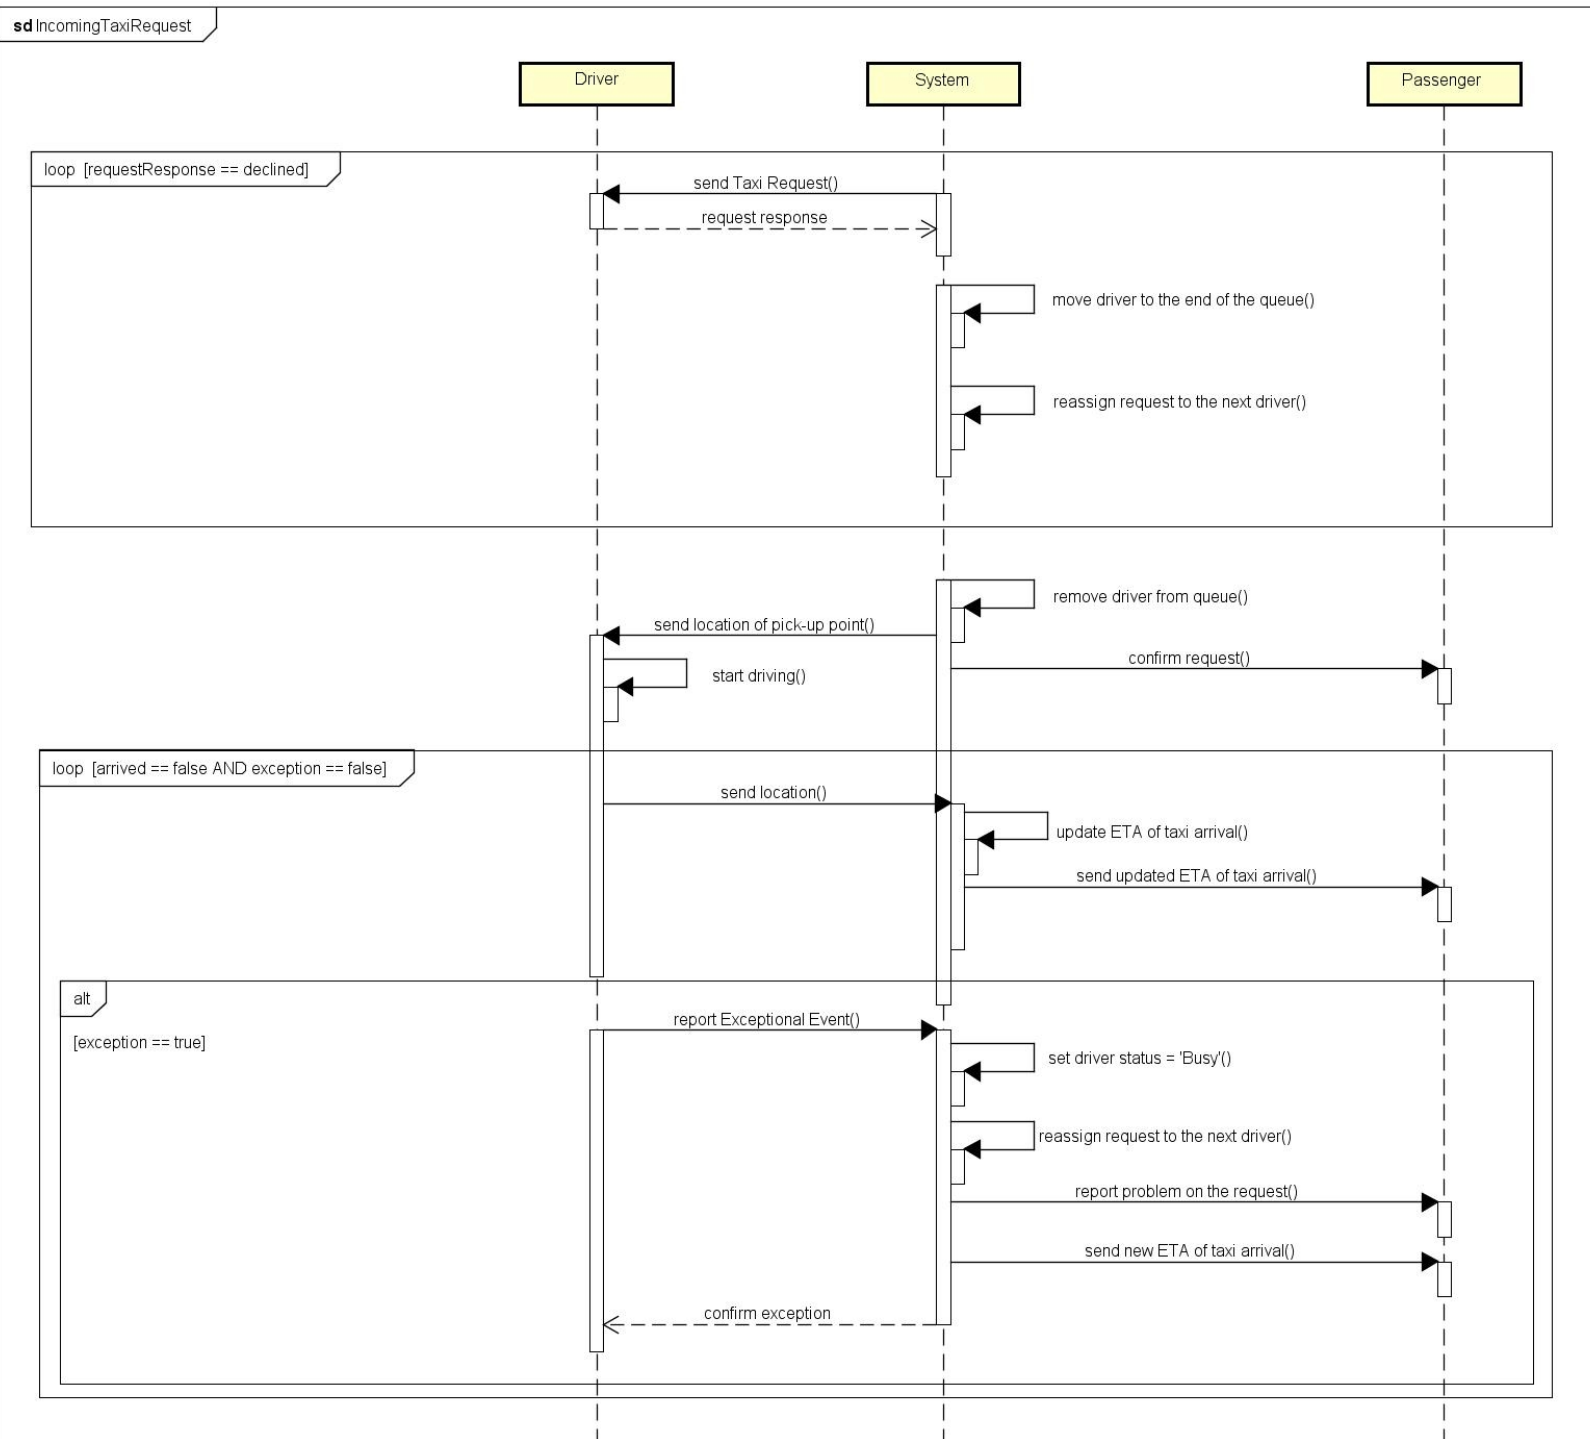 sd IncomingTaxiRequest
Driver
System
Passenger
loop [requestResponse == declined]
send Taxi Request()
request response
move driver to the end of the queue()
reassign request to the next driver()
remove driver from queue()
send location of pick-up point()
confirm request()
start driving()
loop [arrived == false AND exception == false]
send location()
update ETA of taxi arrival()
send updated ETA of taxi arrival()
alt
report Exceptional Event()
[exception == true]
set driver status = 'Busy'()
reassign request to the next driver()
report problem on the request()
send new ETA of taxi arrival()
confirm exception